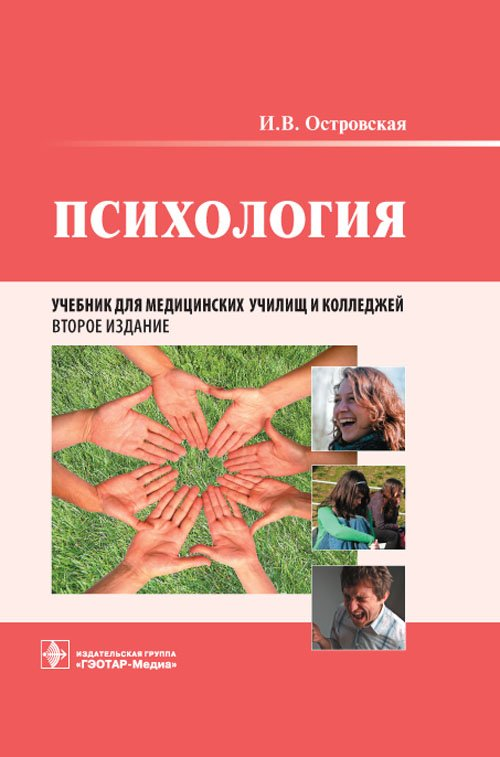 И.В. Островская
ПСИХОЛОГИЯ
УЧЕБНИК ДЛЯ МЕДИЦИНСКИХ УЧИЛИЩ И КОЛЛЕДЖЕЙ
ВТОРОЕ ИЗДАНИЕ
ИЗДАТЕЛЬСКАЯ ГРУППА
«ГЭОТАР-Медиа»